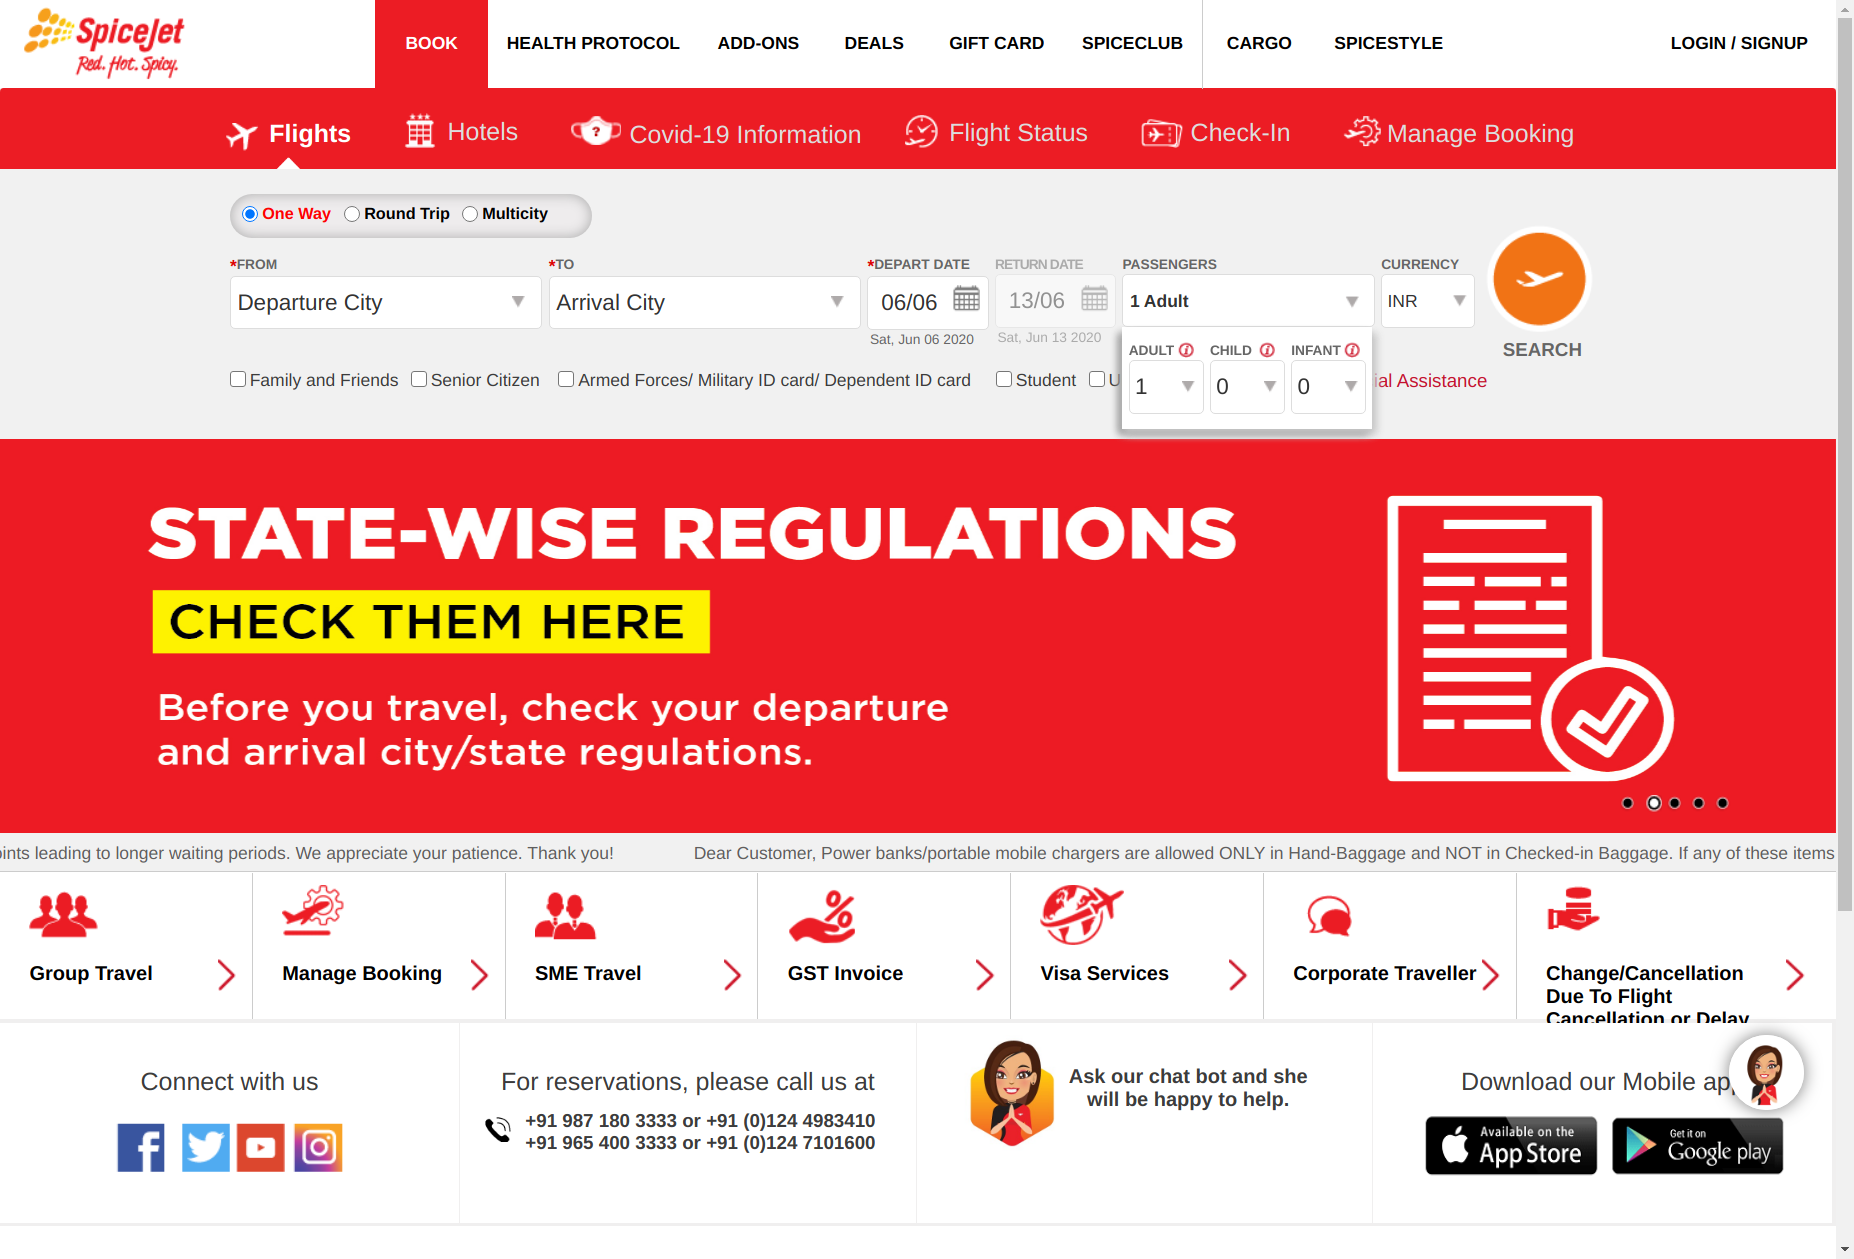 SpiceJet
Red. Hot. Spicy.
BOOK
HEALTH PROTOCOL
ADD-ONS
DEALS
GIFT CARD
SPICECLUB
CARGO
SPICESTYLE
LOGIN / SIGNUP
Flights
Hotels
?
Covid-19 Information
Flight Status
Check-In
Manage Booking
One Way
Round Trip
Multicity
*FROM
*TO
*DEPART DATE
RETURN DATE
PASSENGERS
CURRENCY
Departure City
Arrival City
06/06
13/06
1 Adult
INR
Sat, Jun 06 2020
Sat, Jun 13 2020
SEARCH
ADULT
CHILD
INFANT
1
0
0
Family and Friends
Senior Citizen
Armed Forces/ Military ID card/ Dependent ID card
Student
U
ial Assistance
STATE-WISE REGULATIONS
CHECK THEM HERE
Before you travel, check your departure
and arrival city/state regulations.
oints leading to longer waiting periods. We appreciate your patience. Thank you!
Dear Customer, Power banks/portable mobile chargers are allowed ONLY in Hand-Baggage and NOT in Checked-in Baggage. If any of these items
Group Travel
Manage Booking
SME Travel
GST Invoice
Visa Services
Corporate Traveller
Change/Cancellation
Due To Flight
Cancellation or Delay
Connect with us
For reservations, please call us at
+91 987 180 3333 or +91 (0)124 4983410
+91 965 400 3333 or +91 (0)124 7101600
Ask our chat bot and she
will be happy to help.
Download our Mobile ap
Available on the
App Store
Get it on
Google play